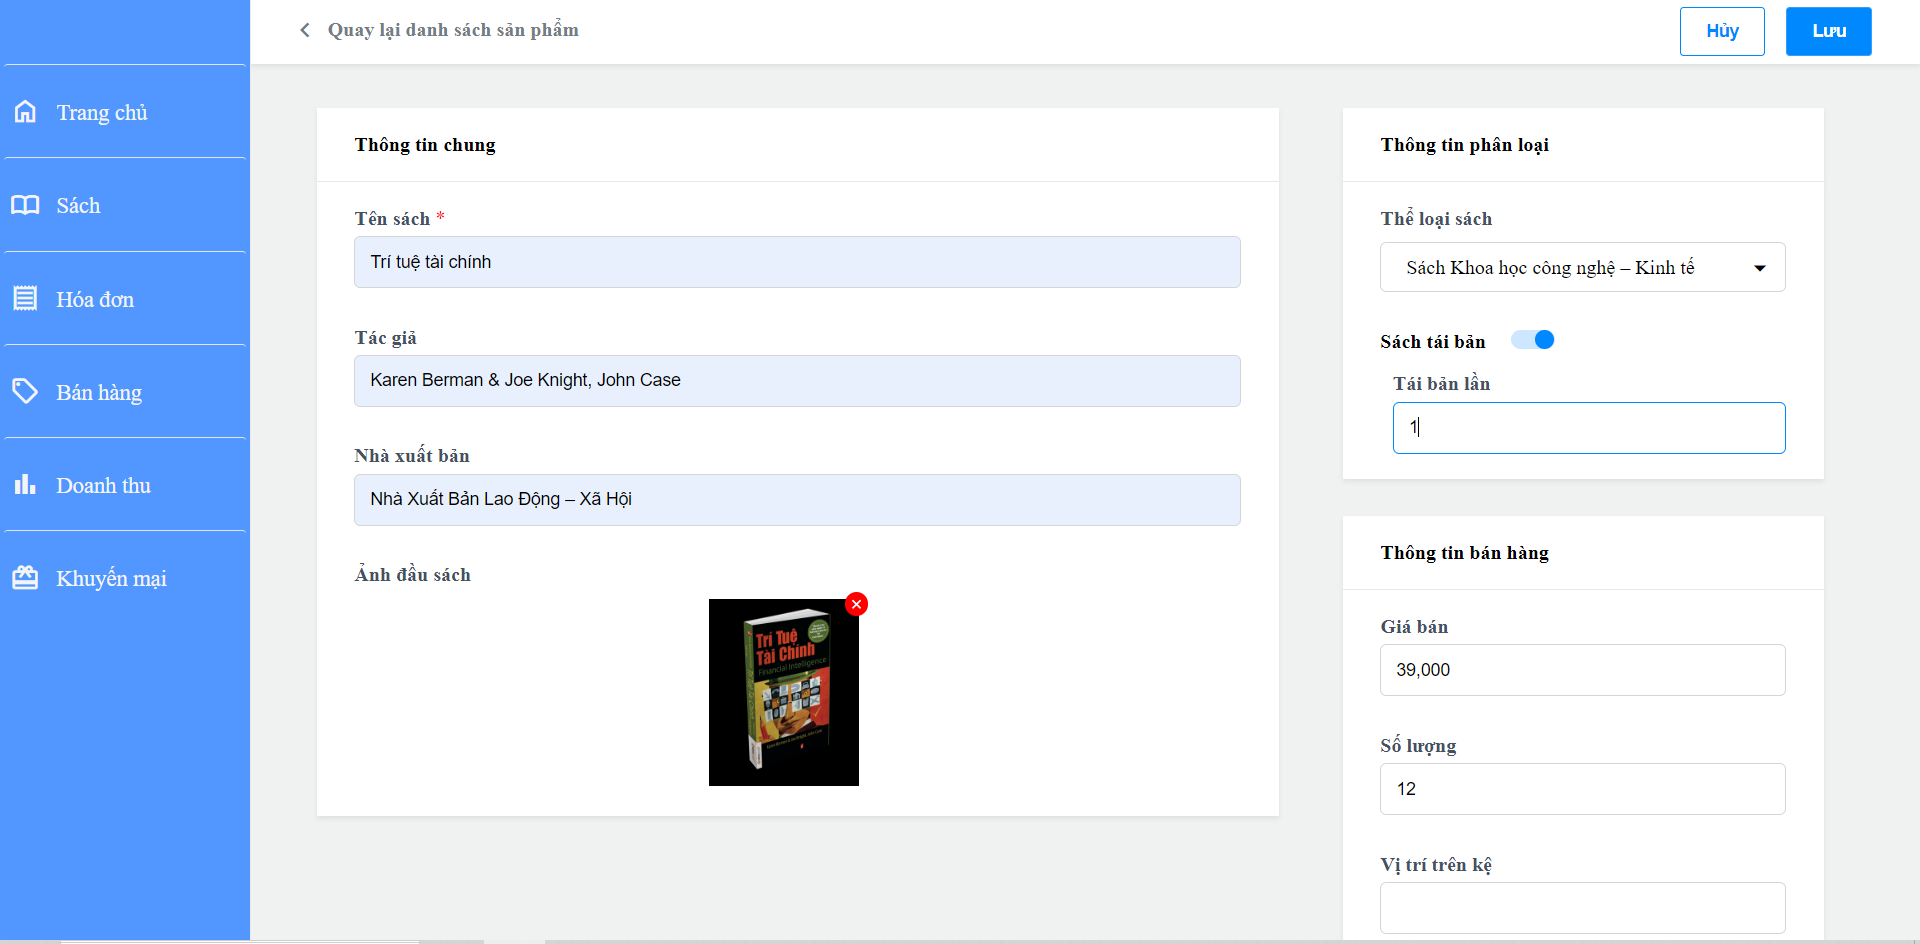 Quay lại danh sách sản phẩm
Hủy
Lưu
Trang chủ
Sách
Hóa đơn
Bán hàng
Doanh thu
Khuyến mại
Thông tin chung
Tên sách *
Trí tuệ tài chính
Tác giả
Karen Berman & Joe Knight, John Case
Nhà xuất bản
Nhà Xuất Bản Lao Động – Xã Hội
Ảnh đầu sách
Trí Tuệ
Tài Chính
Financial Intelligence
Thông tin phân loại
Thể loại sách
Sách Khoa học công nghệ – Kinh tế
Sách tái bản
Tái bản lần
1
Thông tin bán hàng
Giá bán
39,000
Số lượng
12
Vị trí trên kệ